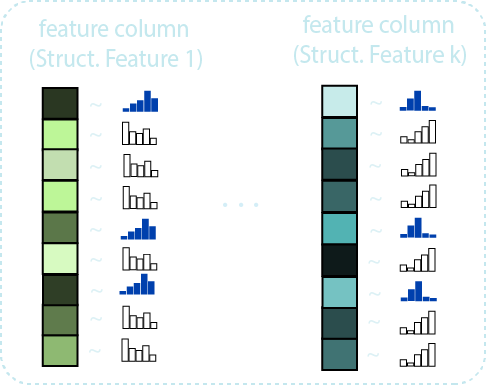 feature column
(Struct. Feature 1)
feature column
(Struct. Feature k)
~ ~
~ ~
~ ~
~ ~
. . .
~ ~
~ ~
~ ~
~ ~
~ ~